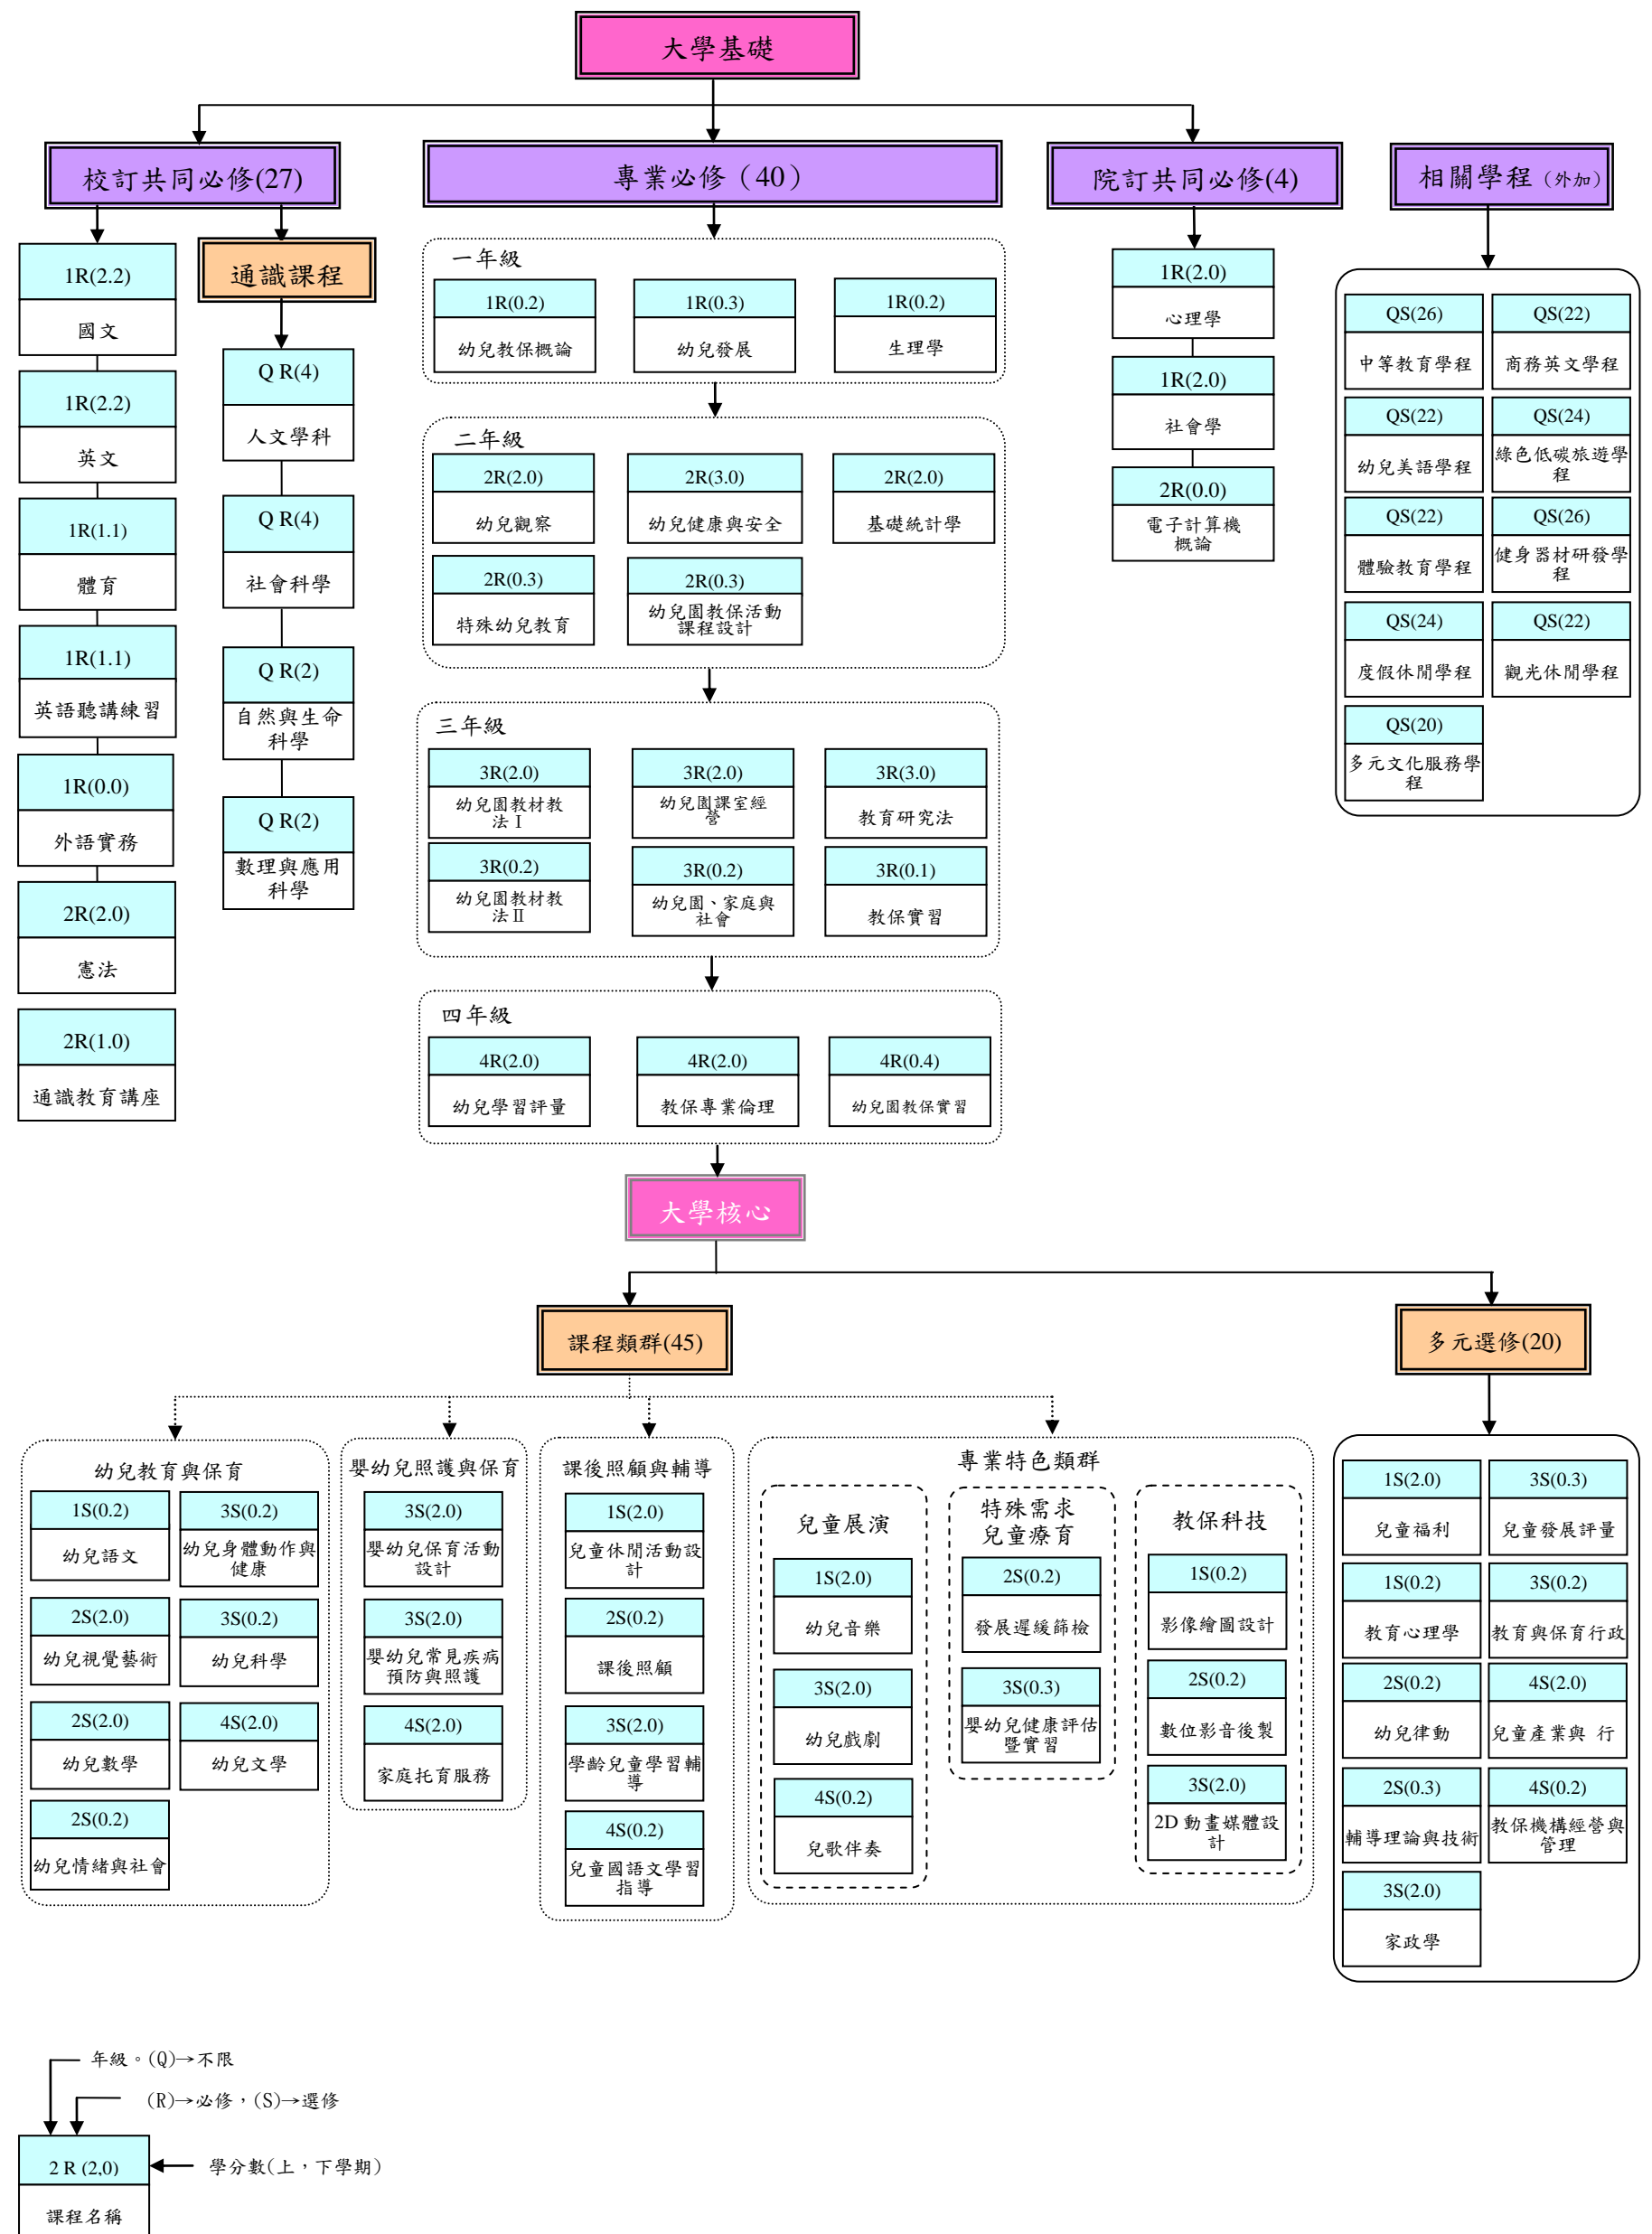 大學基礎
校訂共同必修(27)
專業必修（40）
院訂共同必修(4)
相關學程（外加）
1R(2.2)
國文
1R(2.2)
英文
1R(1.1)
體育
1R(1.1)
英語聽講練習
1R(0.0)
外語實務
2R(2.0)
憲法
2R(1.0)
通識教育講座
通識課程
Q R(4)
人文學科
Q R(4)
社會科學
Q R(2)
自然與生命
科學
Q R(2)
數理與應用
科學
一年級
1R(0.2)
幼兒教保概論
1R(0.3)
幼兒發展
1R(0.2)
生理學
二年級
2R(2.0)
幼兒觀察
2R(3.0)
幼兒健康與安全
2R(2.0)
基礎統計學
2R(0.3)
特殊幼兒教育
2R(0.3)
幼兒園教保活動
課程設計
三年級
3R(2.0)
幼兒園教材教
法Ⅰ
3R(2.0)
幼兒園課室經
營
3R(3.0)
教育研究法
3R(0.2)
幼兒園教材教
法Ⅱ
3R(0.2)
幼兒園、家庭與
社會
3R(0.1)
教保實習
四年級
4R(2.0)
幼兒學習評量
4R(2.0)
教保專業倫理
4R(0.4)
幼兒園教保實習
1R(2.0)
心理學
1R(2.0)
社會學
2R(0.0)
電子計算機
概論
QS(26)
中等教育學程
QS(22)
商務英文學程
QS(22)
幼兒美語學程
QS(24)
綠色低碳旅遊學
程
QS(22)
體驗教育學程
QS(26)
健身器材研發學
程
QS(24)
度假休閒學程
QS(22)
觀光休閒學程
QS(20)
多元文化服務學
程
大學核心
課程類群(45)
多元選修(20)
幼兒教育與保育
1S(0.2)
幼兒語文
3S(0.2)
幼兒身體動作與
健康
2S(2.0)
幼兒視覺藝術
3S(0.2)
幼兒科學
2S(2.0)
幼兒數學
4S(2.0)
幼兒文學
2S(0.2)
幼兒情緒與社會
嬰幼兒照護與保育
3S(2.0)
嬰幼兒保育活動
設計
3S(2.0)
嬰幼兒常見疾病
預防與照護
4S(2.0)
家庭托育服務
課後照顧與輔導
1S(2.0)
兒童休閒活動設
計
2S(0.2)
課後照顧
3S(2.0)
學齡兒童學習輔
導
4S(0.2)
兒童國語文學習
指導
專業特色類群
兒童展演
1S(2.0)
幼兒音樂
3S(2.0)
幼兒戲劇
4S(0.2)
兒歌伴奏
特殊需求
兒童療育
2S(0.2)
發展遲緩篩檢
3S(0.3)
嬰幼兒健康評估
暨實習
教保科技
1S(0.2)
影像繪圖設計
2S(0.2)
數位影音後製
3S(2.0)
2D 動畫媒體設
計
1S(2.0)
兒童福利
3S(0.3)
兒童發展評量
1S(0.2)
教育心理學
3S(0.2)
教育與保育行政
2S(0.2)
幼兒律動
4S(2.0)
兒童產業與 行
2S(0.3)
輔導理論與技術
4S(0.2)
教保機構經營與
管理
3S(2.0)
家政學
年級。(Q)→不限
(R)→必修，(S)→選修
2 R (2,0)
學分數(上，下學期)
課程名稱